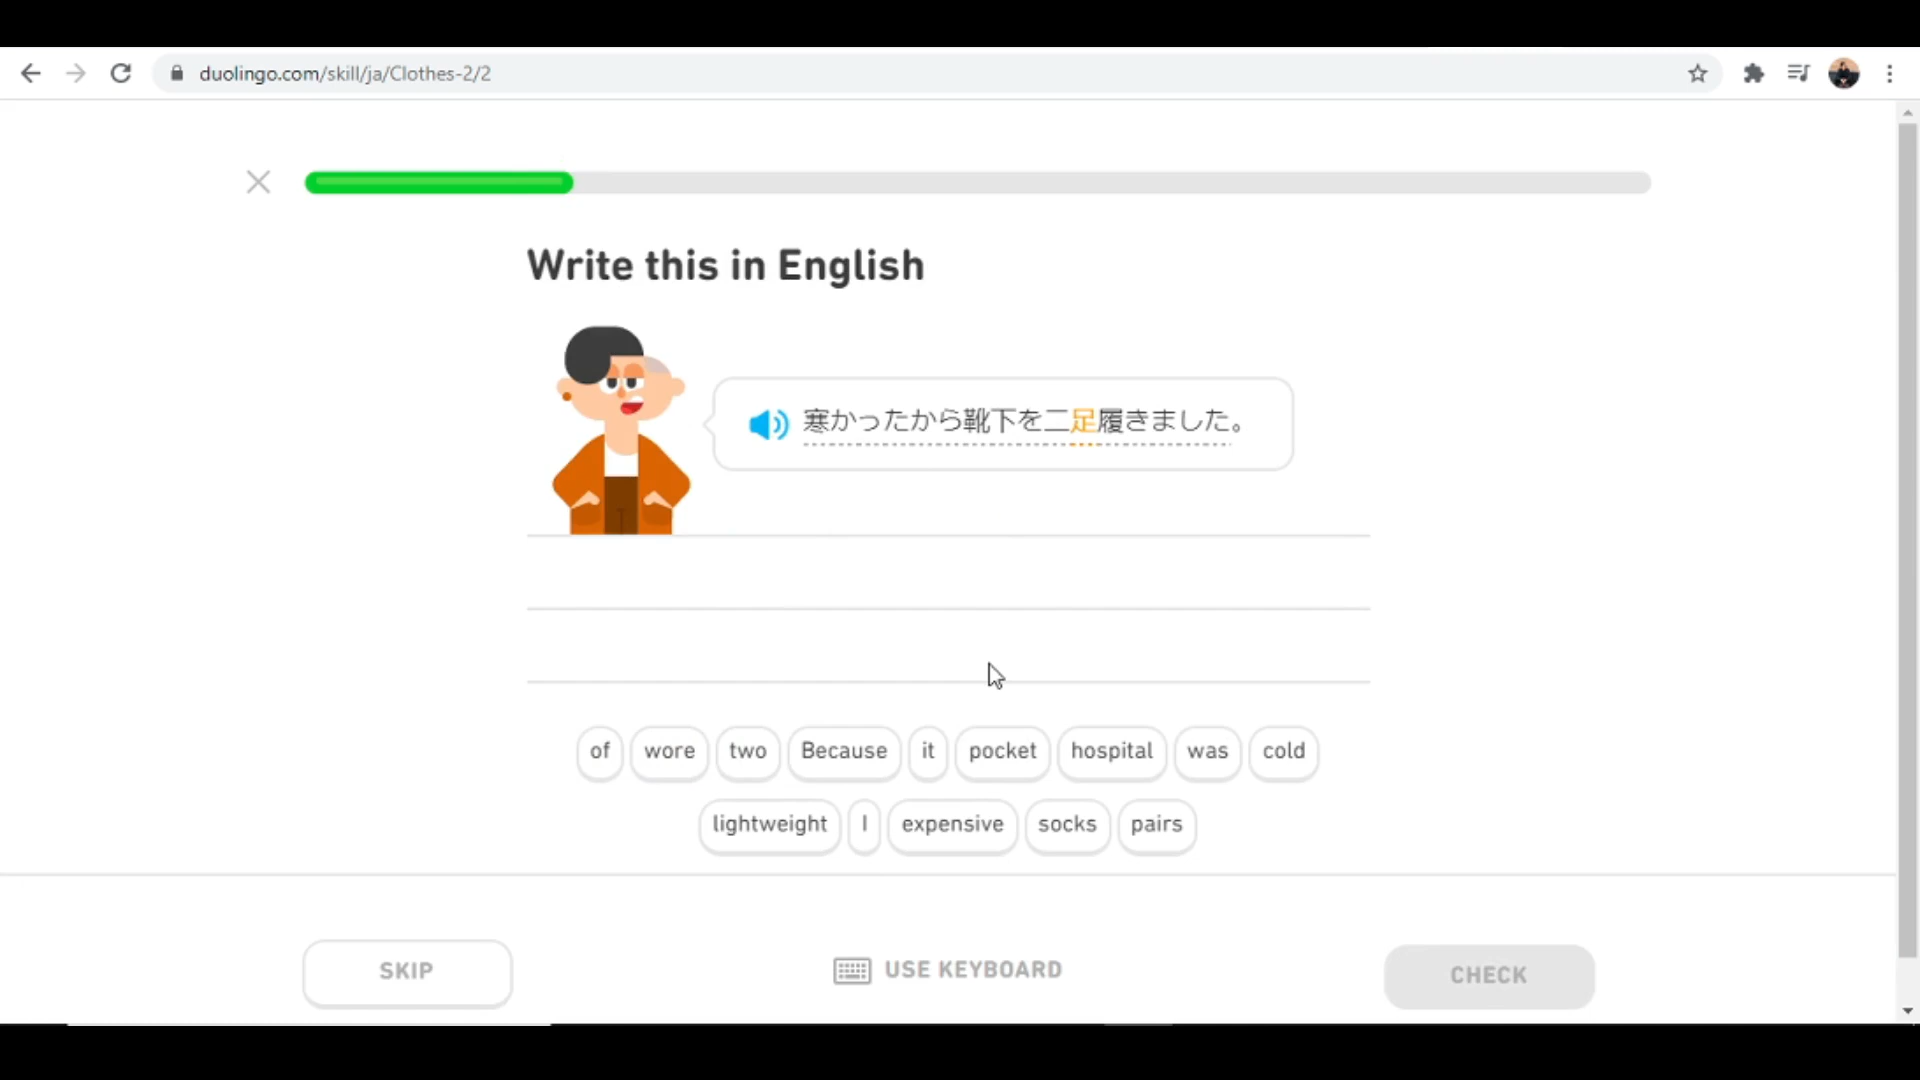 duolingo.com/skill/ja/Clothes-2/2
Write this in English
寒かったから靴下を二足履きました。
of wore two Because it pocket hospital was cold
lightweight I expensive socks pairs
SKIP USE KEYBOARD CHECK